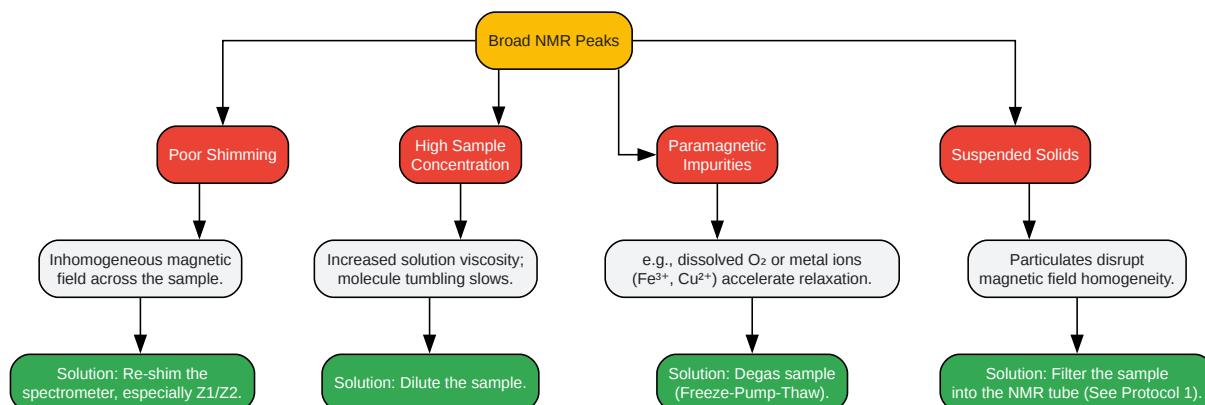 Broad NMR Peaks
Poor Shimming
High Sample
Concentration
Paramagnetic
Impurities
Suspended Solids
Inhomogeneous magnetic
field across the sample.
Increased solution viscosity;
molecule tumbling slows.
e.g., dissolved O₂ or metal ions
(Fe³⁺, Cu²⁺) accelerate relaxation.
Particulates disrupt
magnetic field homogeneity.
Solution: Re-shim the
spectrometer, especially Z1/Z2.
Solution: Dilute the sample.
Solution: Degas sample
(Freeze-Pump-Thaw).
Solution: Filter the sample
into the NMR tube (See Protocol 1).